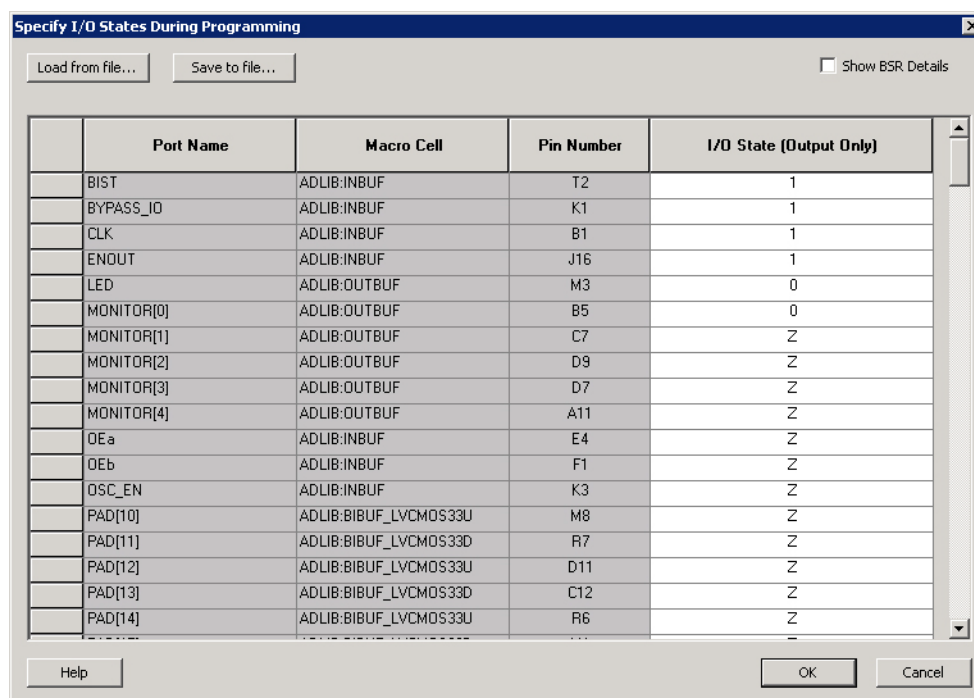 Specify I/O States During Programming
Load from file... Save to file... Show BSR Details
Port Name Macro Cell Pin Number I/O State (Output Only)
BIST ADLIB:INBUF T2 1
BYPASS_IO ADLIB:INBUF K1 1
CLK ADLIB:INBUF B1 1
ENOUT ADLIB:INBUF J16 1
LED ADLIB:OUTBUF M3 0
MONITOR[0] ADLIB:OUTBUF B5 0
MONITOR[1] ADLIB:OUTBUF C7 Z
MONITOR[2] ADLIB:OUTBUF D9 Z
MONITOR[3] ADLIB:OUTBUF D7 Z
MONITOR[4] ADLIB:OUTBUF A11 Z
OEa ADLIB:INBUF E4 Z
OEb ADLIB:INBUF F1 Z
OSC_EN ADLIB:INBUF K3 Z
PAD[10] ADLIB:BIBUF_LVCMOS33U M8 Z
PAD[11] ADLIB:BIBUF_LVCMOS33D R7 Z
PAD[12] ADLIB:BIBUF_LVCMOS33U D11 Z
PAD[13] ADLIB:BIBUF_LVCMOS33D C12 Z
PAD[14] ADLIB:BIBUF_LVCMOS33U R6 Z
Help OK Cancel